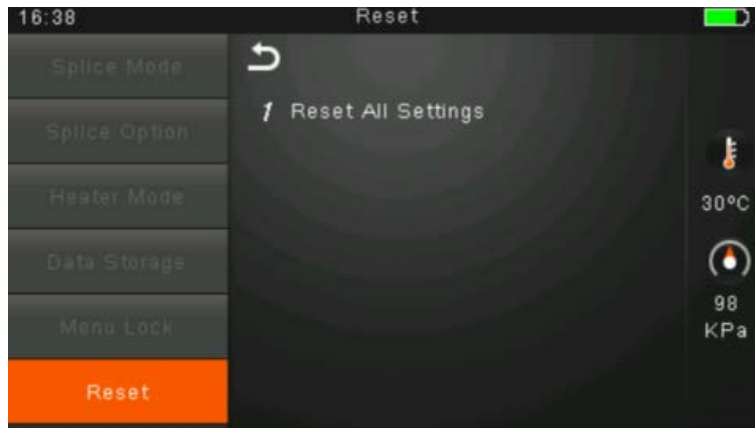 16:38
Reset
Splice Mode
Splice Option
Heater Mode
Data Storage
Menu Lock
Reset
1 Reset All Settings
30ºC
98
KPa